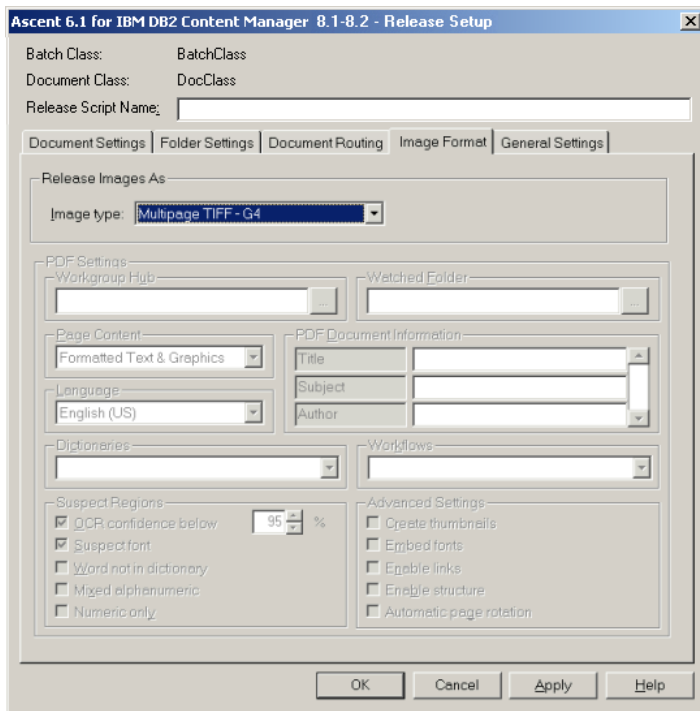 Ascent 6.1 for IBM DB2 Content Manager 8.1-8.2 - Release Setup
Batch Class: BatchClass
Document Class: DocClass
Release Script Name:
Document Settings Folder Settings Document Routing Image Format General Settings
Release Images As
Image type: Multipage TIFF - G4
PDF Settings
Workgroup Hub Watched Folder
... ...
Page Content PDF Document Information
Formatted Text & Graphics Title
Subject
Language
English (US) Author
Dictionaries Workflows
Suspect Regions Advanced Settings
OCR confidence below 95 % Create thumbnails
Suspect font Embed fonts
Word not in dictionary Enable links
Mixed alphanumeric Enable structure
Numeric only Automatic page rotation
OK Cancel Apply Help